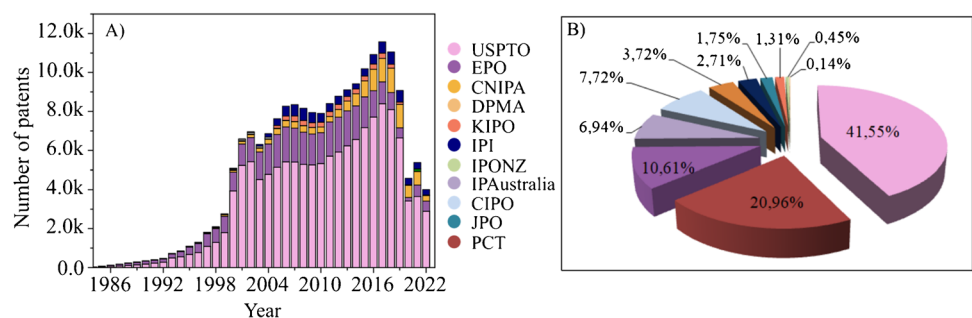 A)
Number of patents
12.0k
10.0k
8.0k
6.0k
4.0k
2.0k
0.0
1986 1992 1998 2004 2010 2016 2022
Year
USPTO
EPO
CNIPA
DPMA
KIPO
IPI
IPONZ
IPAustralia
CIPO
JPO
PCT
B)
1,75% 1,31% 0,45%
3,72% 2,71% 0,14%
7,72%
6,94%
41,55%
10,61%
20,96%